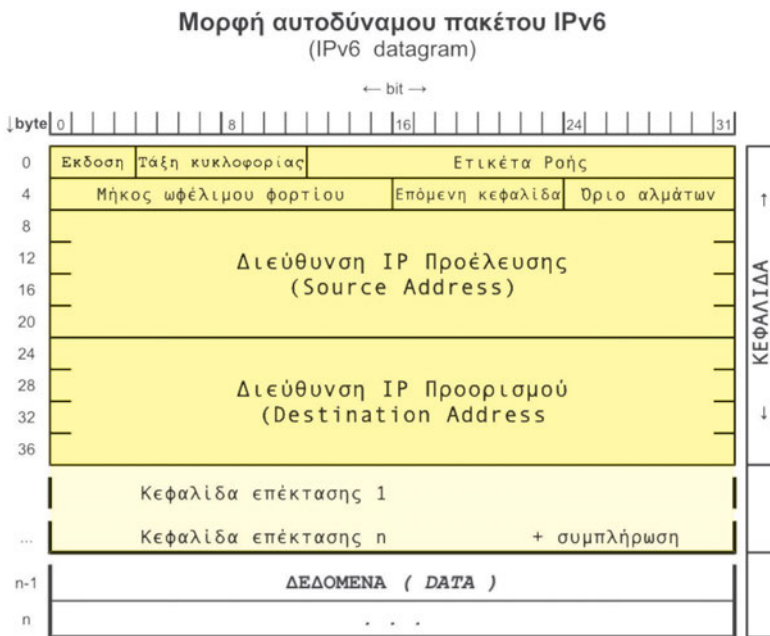 Μορφή αυτοδύναμου πακέτου IPv6
(IPv6 datagram)
← bit →
↓byte 0 8 16 24 31
0 Εκδοση Τάξη κυκλοφορίας Ετικέτα Ροής
4 Μήκος ωφέλιμου φορτίου Επόμενη κεφαλίδα Όριο αλμάτων
8
12 Διεύθυνση IP Προέλευσης
16 (Source Address)
20
24
28 Διεύθυνση IP Προορισμού
32 (Destination Address
36
↑ ΚΕΦΑΛΙΔΑ ↓
Κεφαλίδα επέκτασης 1
... Κεφαλίδα επέκτασης n + συμπλήρωση
n-1 ΔΕΔΟΜΕΝΑ ( DATA )
n . . .